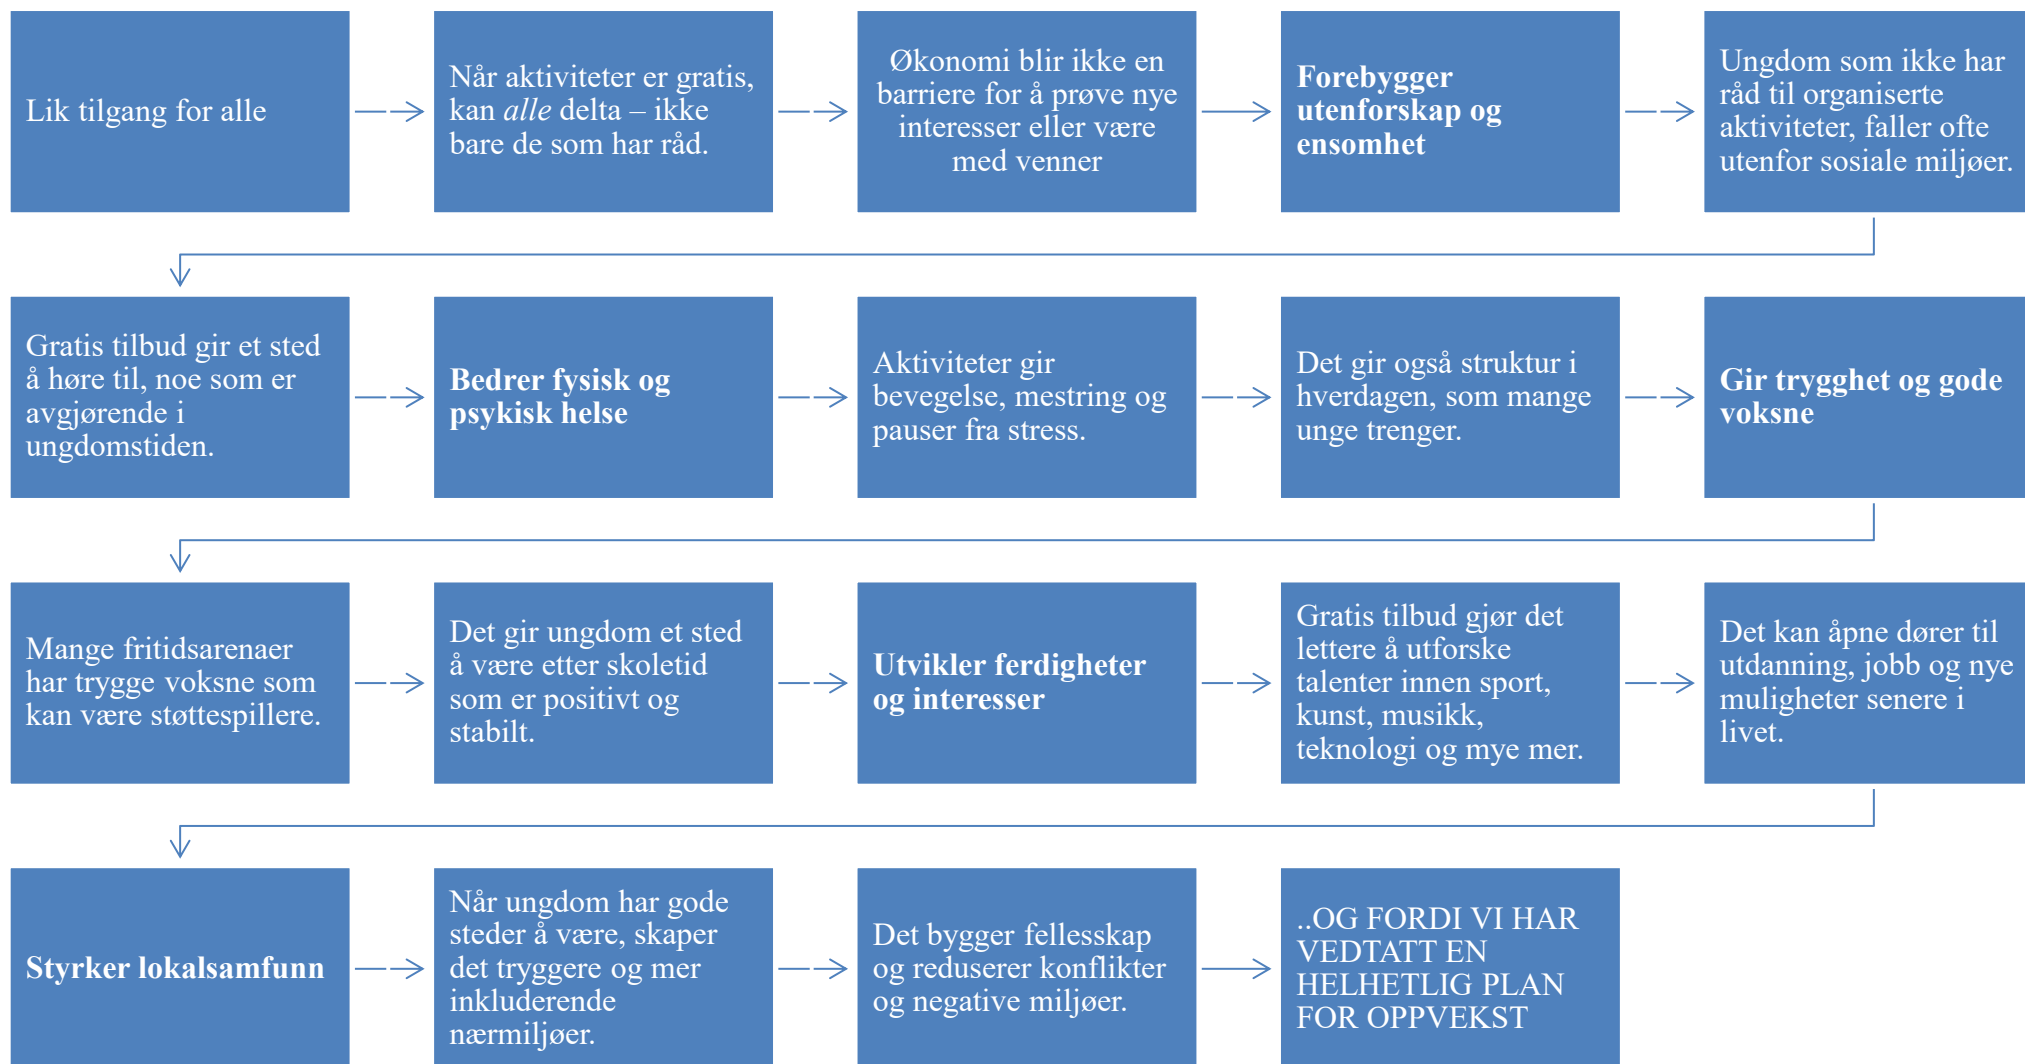 Lik tilgang for alle
Når aktiviteter er gratis,
kan alle delta – ikke
bare de som har råd.
Økonomi blir ikke en
barriere for å prøve nye
interesser eller være
med venner
Forebygger
utenforskap og
ensomhet
Ungdom som ikke har
råd til organiserte
aktiviteter, faller ofte
utenfor sosiale miljøer.
Gratis tilbud gir et sted
å høre til, noe som er
avgjørende i
ungdomstiden.
Bedrer fysisk og
psykisk helse
Aktiviteter gir
bevegelse, mestring og
pauser fra stress.
Det gir også struktur i
hverdagen, som mange
unge trenger.
Gir trygghet og gode
voksne
Mange fritidsarenaer
har trygge voksne som
kan være støttespillere.
Det gir ungdom et sted
å være etter skoletid
som er positivt og
stabilt.
Utvikler ferdigheter
og interesser
Gratis tilbud gjør det
lettere å utforske
talenter innen sport,
kunst, musikk,
teknologi og mye mer.
Det kan åpne dører til
utdanning, jobb og nye
muligheter senere i
livet.
Styrker lokalsamfunn
Når ungdom har gode
steder å være, skaper
det tryggere og mer
inkluderende
nærmiljøer.
Det bygger fellesskap
og reduserer konflikter
og negative miljøer.
..OG FORDI VI HAR
VEDTATT EN
HELHETLIG PLAN
FOR OPPVEKST